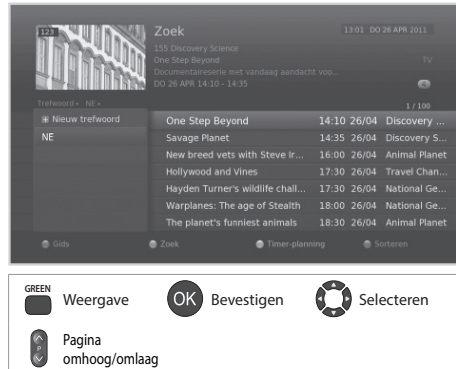 123
Zoek
13:01 DO 26 APR 2011
155 Discovery Science
One Step Beyond
TV
Documentaireserie met vandaag aandacht voo...
DO 26 APR 14:10 - 14:35
Trefwoord NE
1 / 100
Nieuw trefwoord
NE
One Step Beyond 14:10 26/04 Discovery ...
Savage Planet 14:35 26/04 Discovery S...
New breed vets with Steve Ir... 16:00 26/04 Animal Planet
Hollywood and Vines 17:30 26/04 Travel Chan...
Hayden Turner's wildlife chall... 17:30 26/04 National Ge...
Warplanes: The age of Stealth 18:00 26/04 National Ge...
The planet's funniest animals 18:30 26/04 Animal Planet
Gids Zoek Timer-planning Sorteren
GREEN Weergave OK Bevestigen Selecteren
P Pagina
omhoog/omlaag